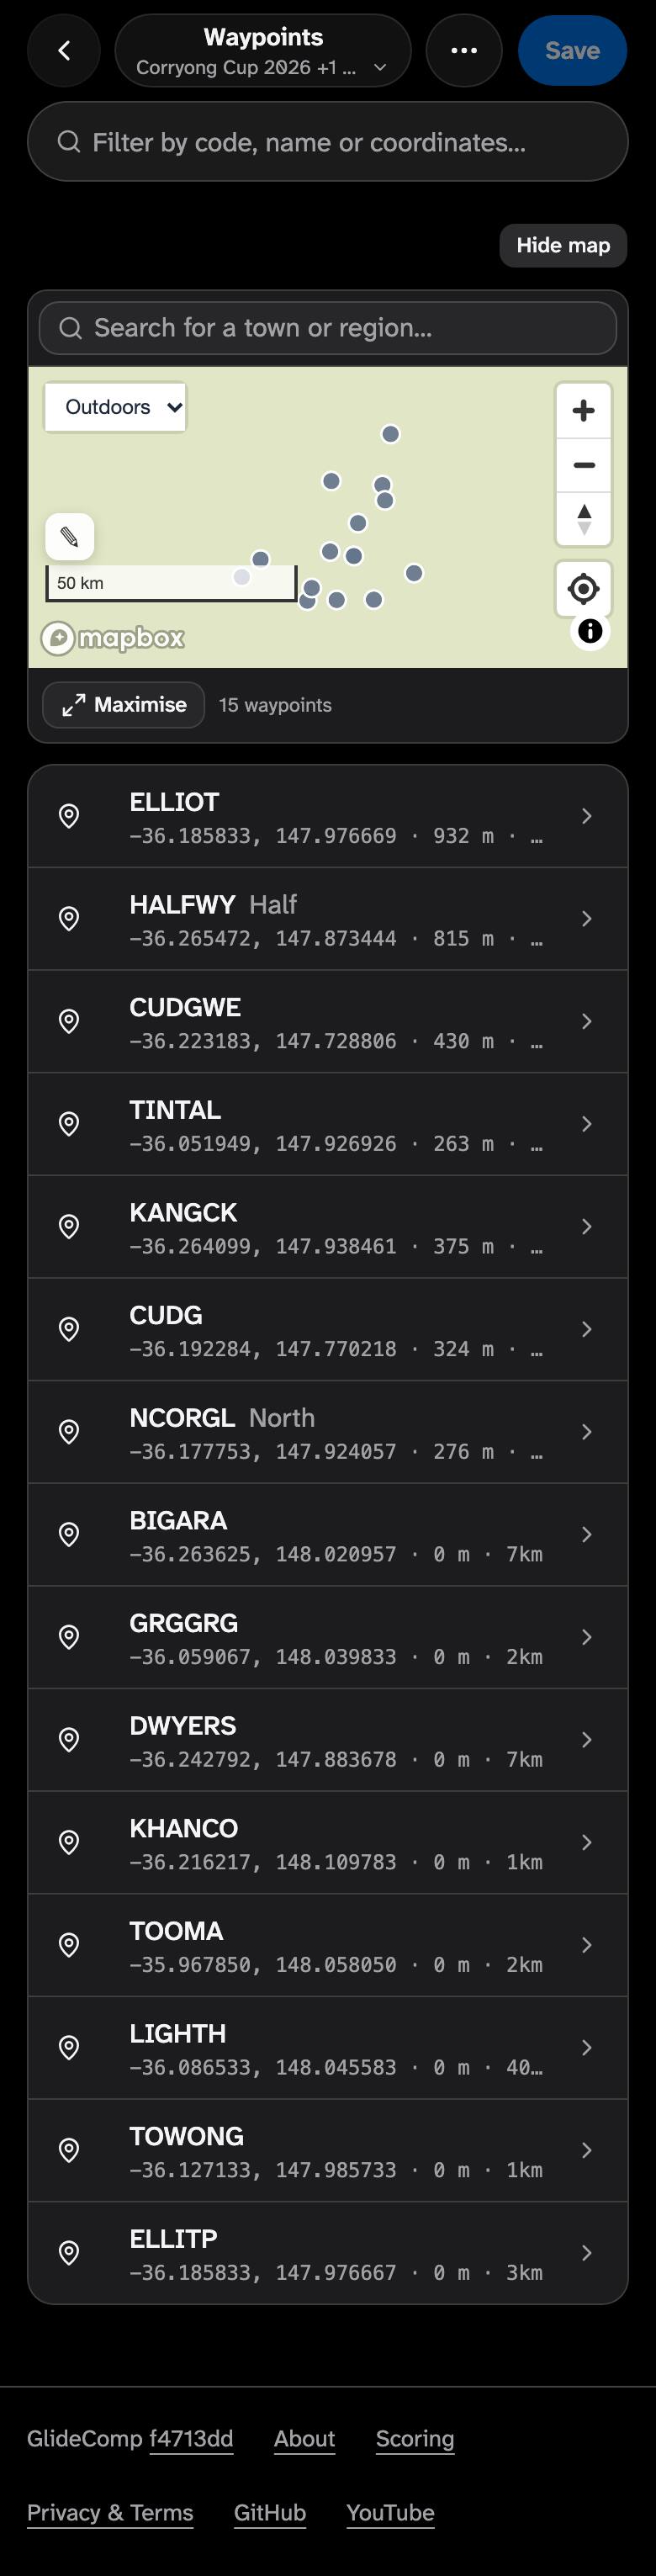 Waypoints
Corryong Cup 2026 +1 ...
Save
Filter by code, name or coordinates...
Hide map
Search for a town or region...
Outdoors
50 km
mapbox
Maximise
15 waypoints
ELLIOT
−36.185833, 147.976669 · 932 m · …
HALFWY Half
−36.265472, 147.873444 · 815 m · …
CUDGWE
−36.223183, 147.728806 · 430 m · …
TINTAL
−36.051949, 147.926926 · 263 m · …
KANGCK
−36.264099, 147.938461 · 375 m · …
CUDG
−36.192284, 147.770218 · 324 m · …
NCORGL North
−36.177753, 147.924057 · 276 m · …
BIGARA
−36.263625, 148.020957 · 0 m · 7km
GRGGRG
−36.059067, 148.039833 · 0 m · 2km
DWYERS
−36.242792, 147.883678 · 0 m · 7km
KHANCO
−36.216217, 148.109783 · 0 m · 1km
TOOMA
−35.967850, 148.058050 · 0 m · 2km
LIGHTH
−36.086533, 148.045583 · 0 m · 40…
TOWONG
−36.127133, 147.985733 · 0 m · 1km
ELLITP
−36.185833, 147.976667 · 0 m · 3km
GlideComp f4713dd About Scoring
Privacy & Terms GitHub YouTube